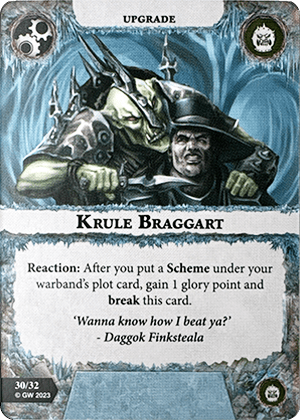 UPGRADE
KRULE BRAGGART
Reaction: After you put a Scheme under your
warband's plot card, gain 1 glory point and
break this card.
'Wanna know how I beat ya?'
- Daggok Finksteala
30/32
© GW 2023